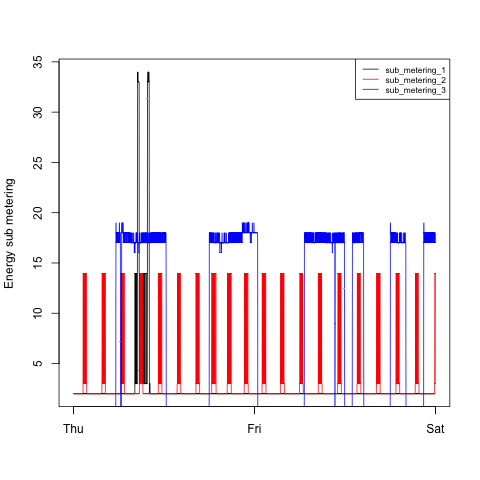 sub_metering_1
sub_metering_2
sub_metering_3
Energy sub metering
35
30
25
20
15
10
5
Thu Fri Sat